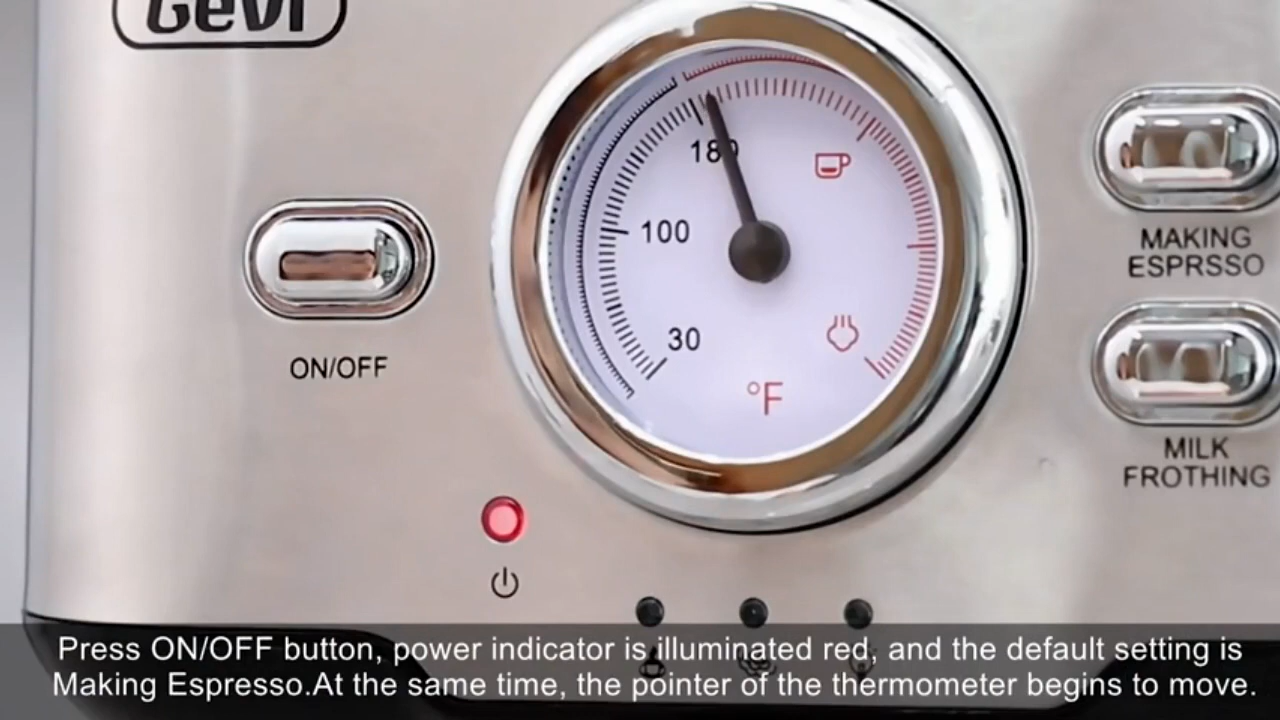 Gevi
180
100
30
°F
ON/OFF
MAKING
ESPRSSO
MILK
FROTHING
Press ON/OFF button, power indicator is illuminated red, and the default setting is
Making Espresso.At the same time, the pointer of the thermometer begins to move.